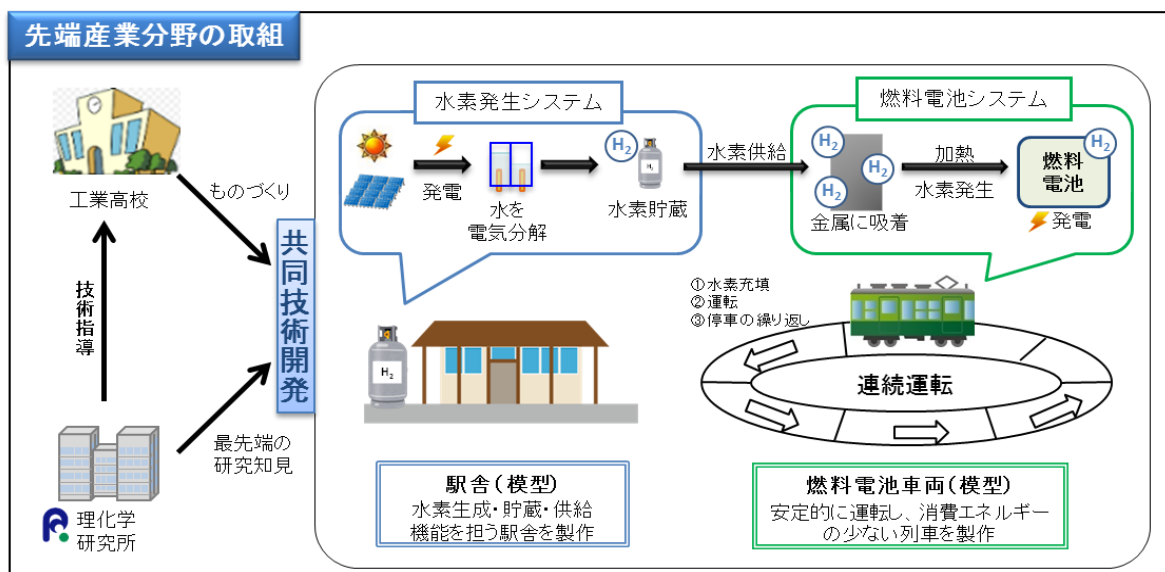 先端産業分野の取組
工業高校
ものづくり
技術指導
共同技術開発
最先端の
研究知見
理化学
研究所
水素発生システム
発電
水を
電気分解
H2
水素貯蔵
水素供給
燃料電池システム
H2
H2
H2
金属に吸着
加熱
水素発生
燃料
電池
H2
発電
H2
①水素充填
②運転
③停車の繰り返し
連続運転
駅舎(模型)
水素生成・貯蔵・供給
機能を担う駅舎を製作
燃料電池車両(模型)
安定的に運転し、消費エネルギー
の少ない列車を製作